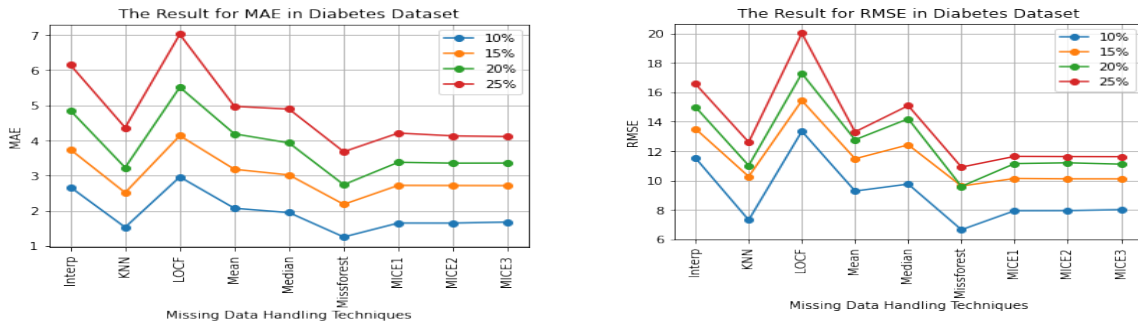 The Result for MAE in Diabetes Dataset
7
6
5
4
3
2
1
MAE
10%
15%
20%
25%
Interp
KNN
LOCF
Mean
Median
Missforest
MICE1
MICE2
MICE3
Missing Data Handling Techniques
The Result for RMSE in Diabetes Dataset
20
18
16
14
12
10
8
6
RMSE
10%
15%
20%
25%
Interp
KNN
LOCF
Mean
Median
Missforest
MICE1
MICE2
MICE3
Missing Data Handling Techniques